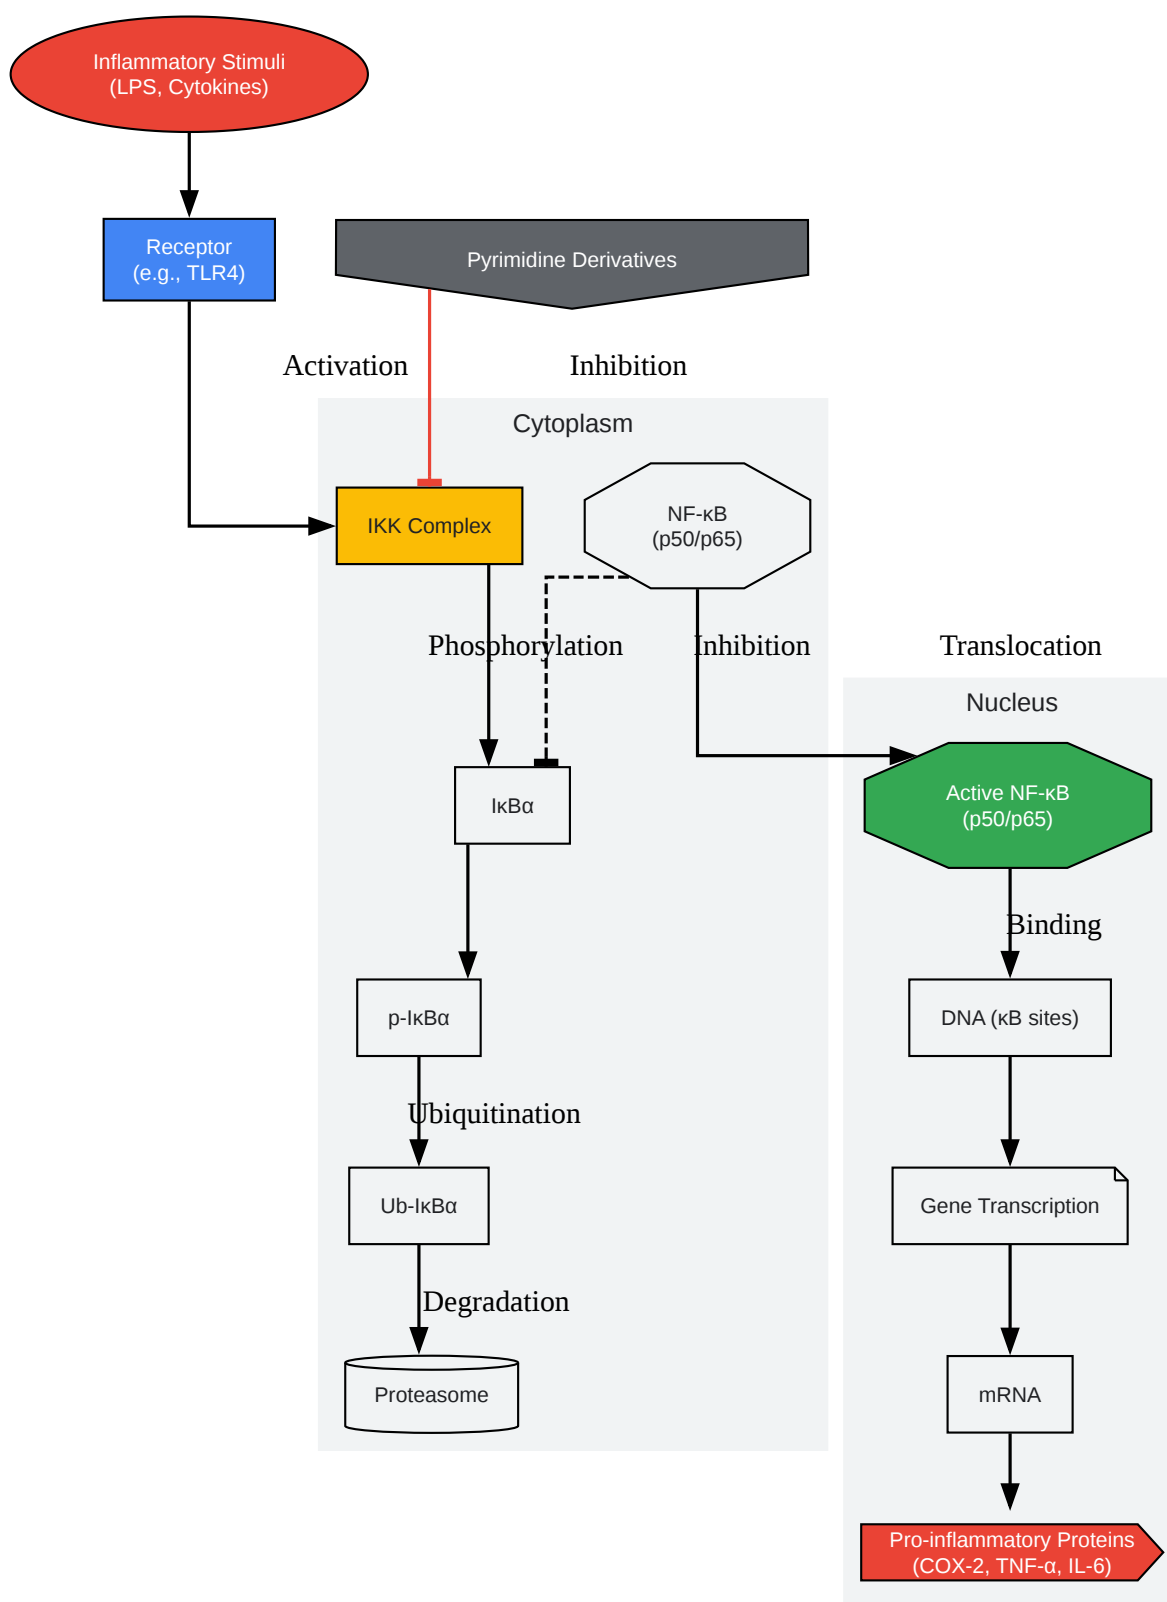 Inflammatory Stimuli
(LPS, Cytokines)
Receptor
(e.g., TLR4)
Pyrimidine Derivatives
Activation
Inhibition
Cytoplasm
IKK Complex
NF-κB
(p50/p65)
Phosphorylation
Inhibition
Translocation
Nucleus
IκBα
Active NF-κB
(p50/p65)
Binding
p-IκBα
DNA (κB sites)
Ubiquitination
Ub-IκBα
Gene Transcription
Degradation
Proteasome
mRNA
Pro-inflammatory Proteins
(COX-2, TNF-α, IL-6)